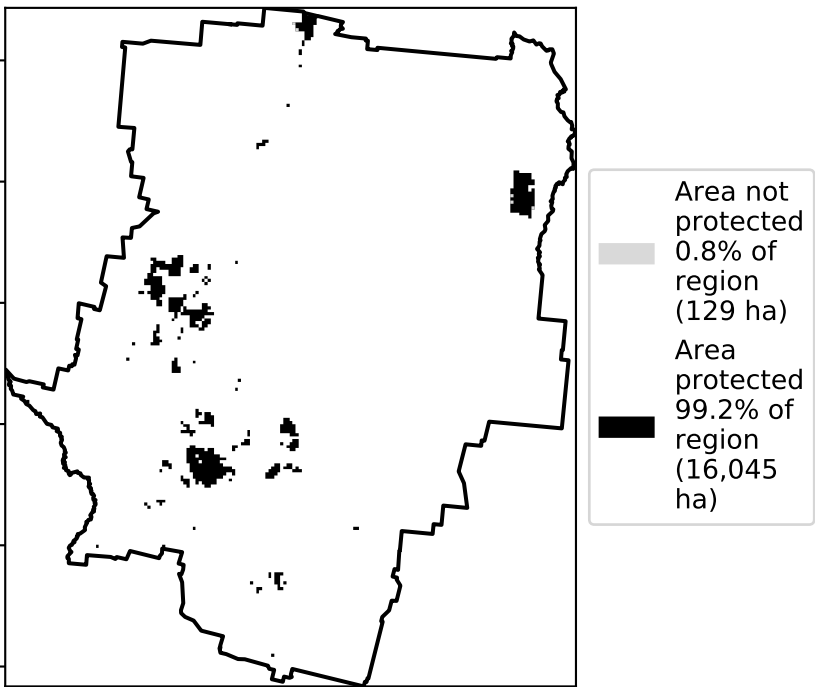 Area not
protected
0.8% of
region
(129 ha)
Area
protected
99.2% of
region
(16,045
ha)